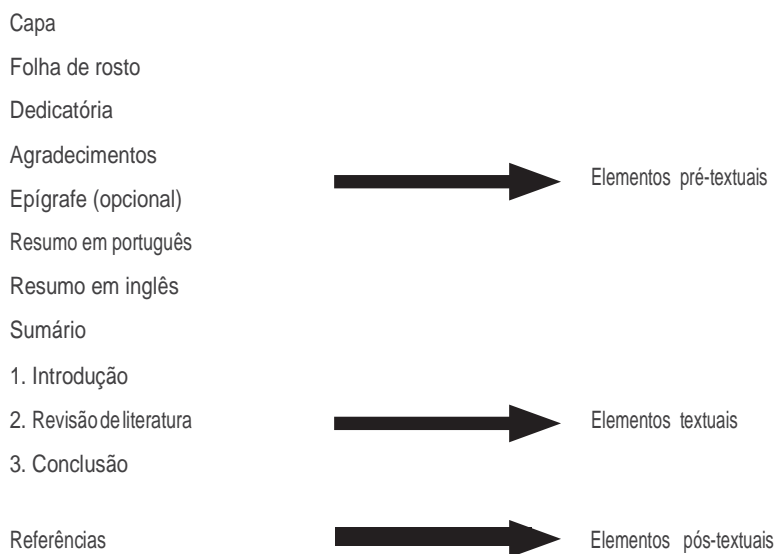 Capa
Folha de rosto
Dedicatória
Agradecimentos
Elementos pré-textuais
Epígrafe (opcional)
Resumo em português
Resumo em inglês
Sumário
1. Introdução
2. Revisão de literatura
Elementos textuais
3. Conclusão
Referências
Elementos pós-textuais